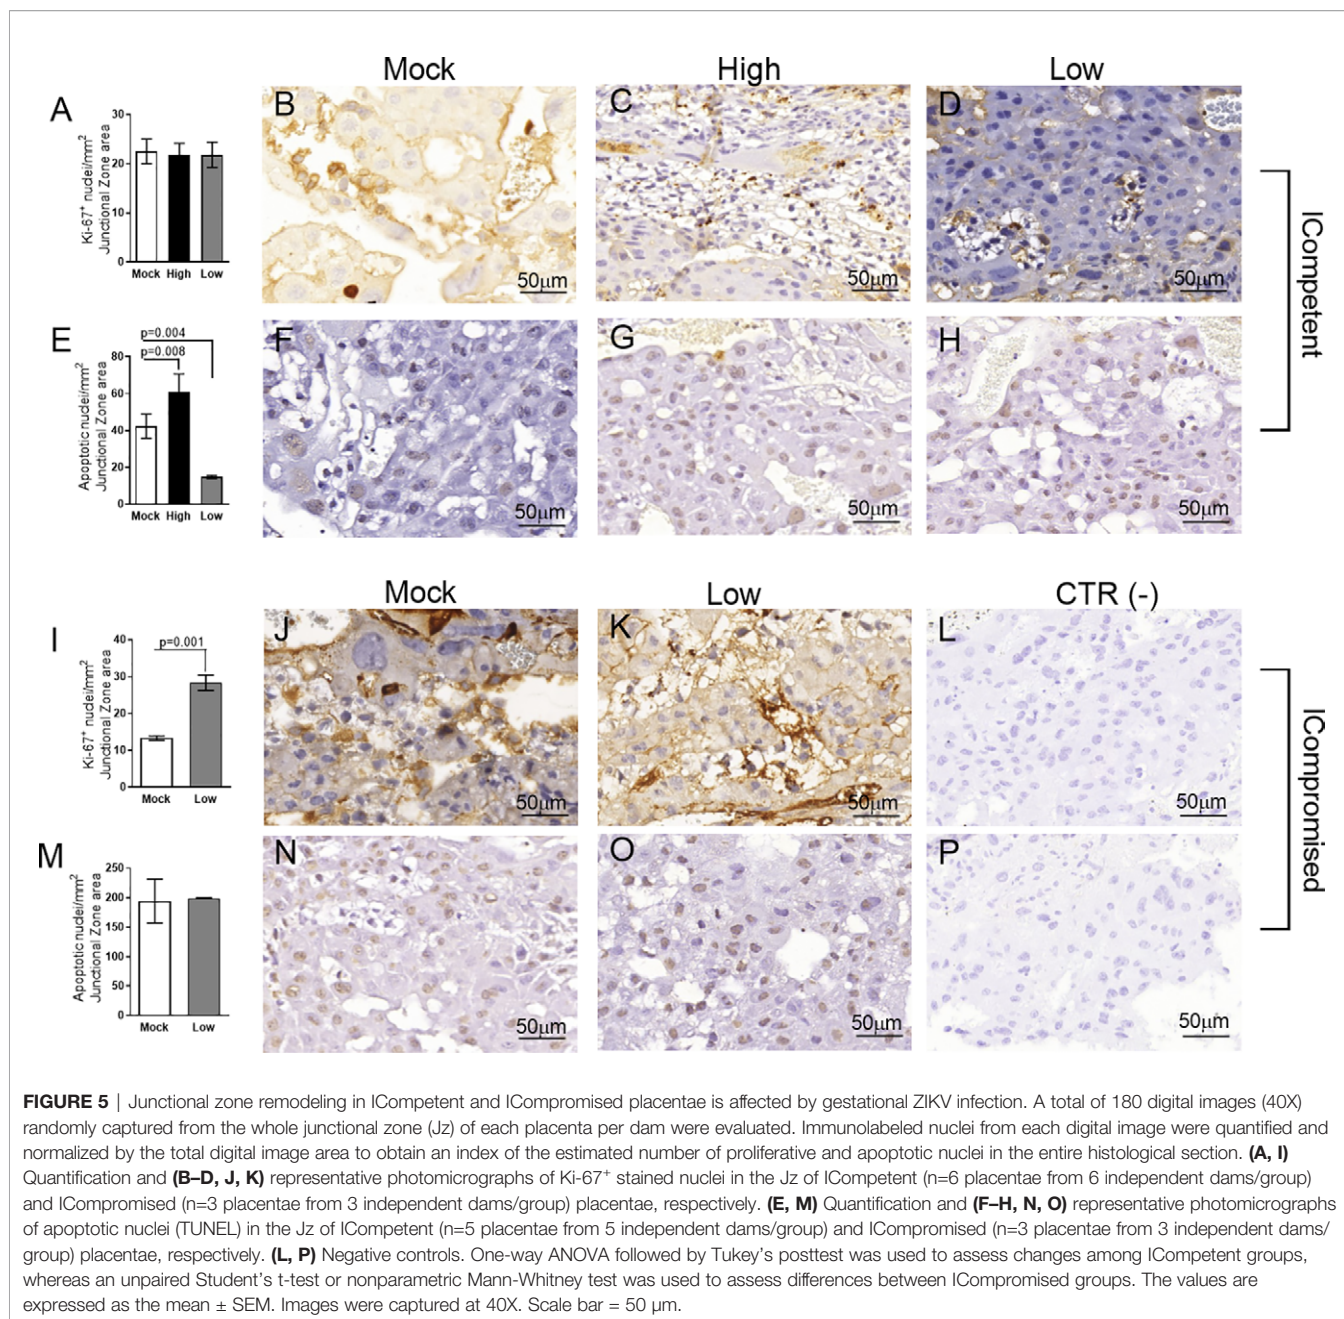 Mock High Low
A
Ki-67⁺ nuclei/mm²
Junctional Zone area
30
20
10
0
Mock High Low
B
50µm
C
50µm
D
50µm
ICompetent
E
Apoptotic nuclei/mm²
Junctional Zone area
p=0.004
p=0.008
80
60
40
20
0
Mock High Low
F
50µm
G
50µm
H
50µm
Mock Low CTR (-)
I
Ki-67⁺ nuclei/mm²
Junctional Zone area
p=0.001
40
30
20
10
0
Mock Low
J
50µm
K
50µm
L
50µm
ICompromised
M
Apoptotic nuclei/mm²
Junctional Zone area
250
200
150
100
50
0
Mock Low
N
50µm
O
50µm
P
50µm
FIGURE 5 | Junctional zone remodeling in ICompetent and ICompromised placentae is affected by gestational ZIKV infection. A total of 180 digital images (40X)
randomly captured from the whole junctional zone (Jz) of each placenta per dam were evaluated. Immunolabeled nuclei from each digital image were quantified and
normalized by the total digital image area to obtain an index of the estimated number of proliferative and apoptotic nuclei in the entire histological section. (A, I)
Quantification and (B–D, J, K) representative photomicrographs of Ki-67⁺ stained nuclei in the Jz of ICompetent (n=6 placentae from 6 independent dams/group)
and ICompromised (n=3 placentae from 3 independent dams/group) placentae, respectively. (E, M) Quantification and (F–H, N, O) representative photomicrographs
of apoptotic nuclei (TUNEL) in the Jz of ICompetent (n=5 placentae from 5 independent dams/group) and ICompromised (n=3 placentae from 3 independent dams/
group) placentae, respectively. (L, P) Negative controls. One-way ANOVA followed by Tukey's posttest was used to assess changes among ICompetent groups,
whereas an unpaired Student's t-test or nonparametric Mann-Whitney test was used to assess differences between ICompromised groups. The values are
expressed as the mean ± SEM. Images were captured at 40X. Scale bar = 50 µm.